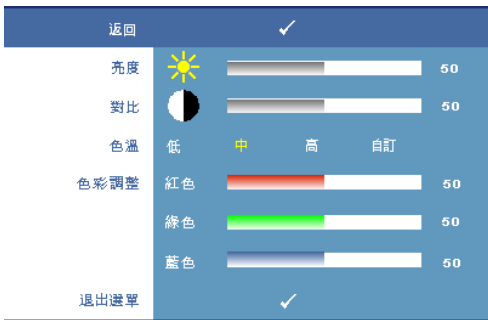 返回
亮度 50
對比 50
色溫 低 中 高 自訂
色彩調整 紅色 50
綠色 50
藍色 50
退出選單